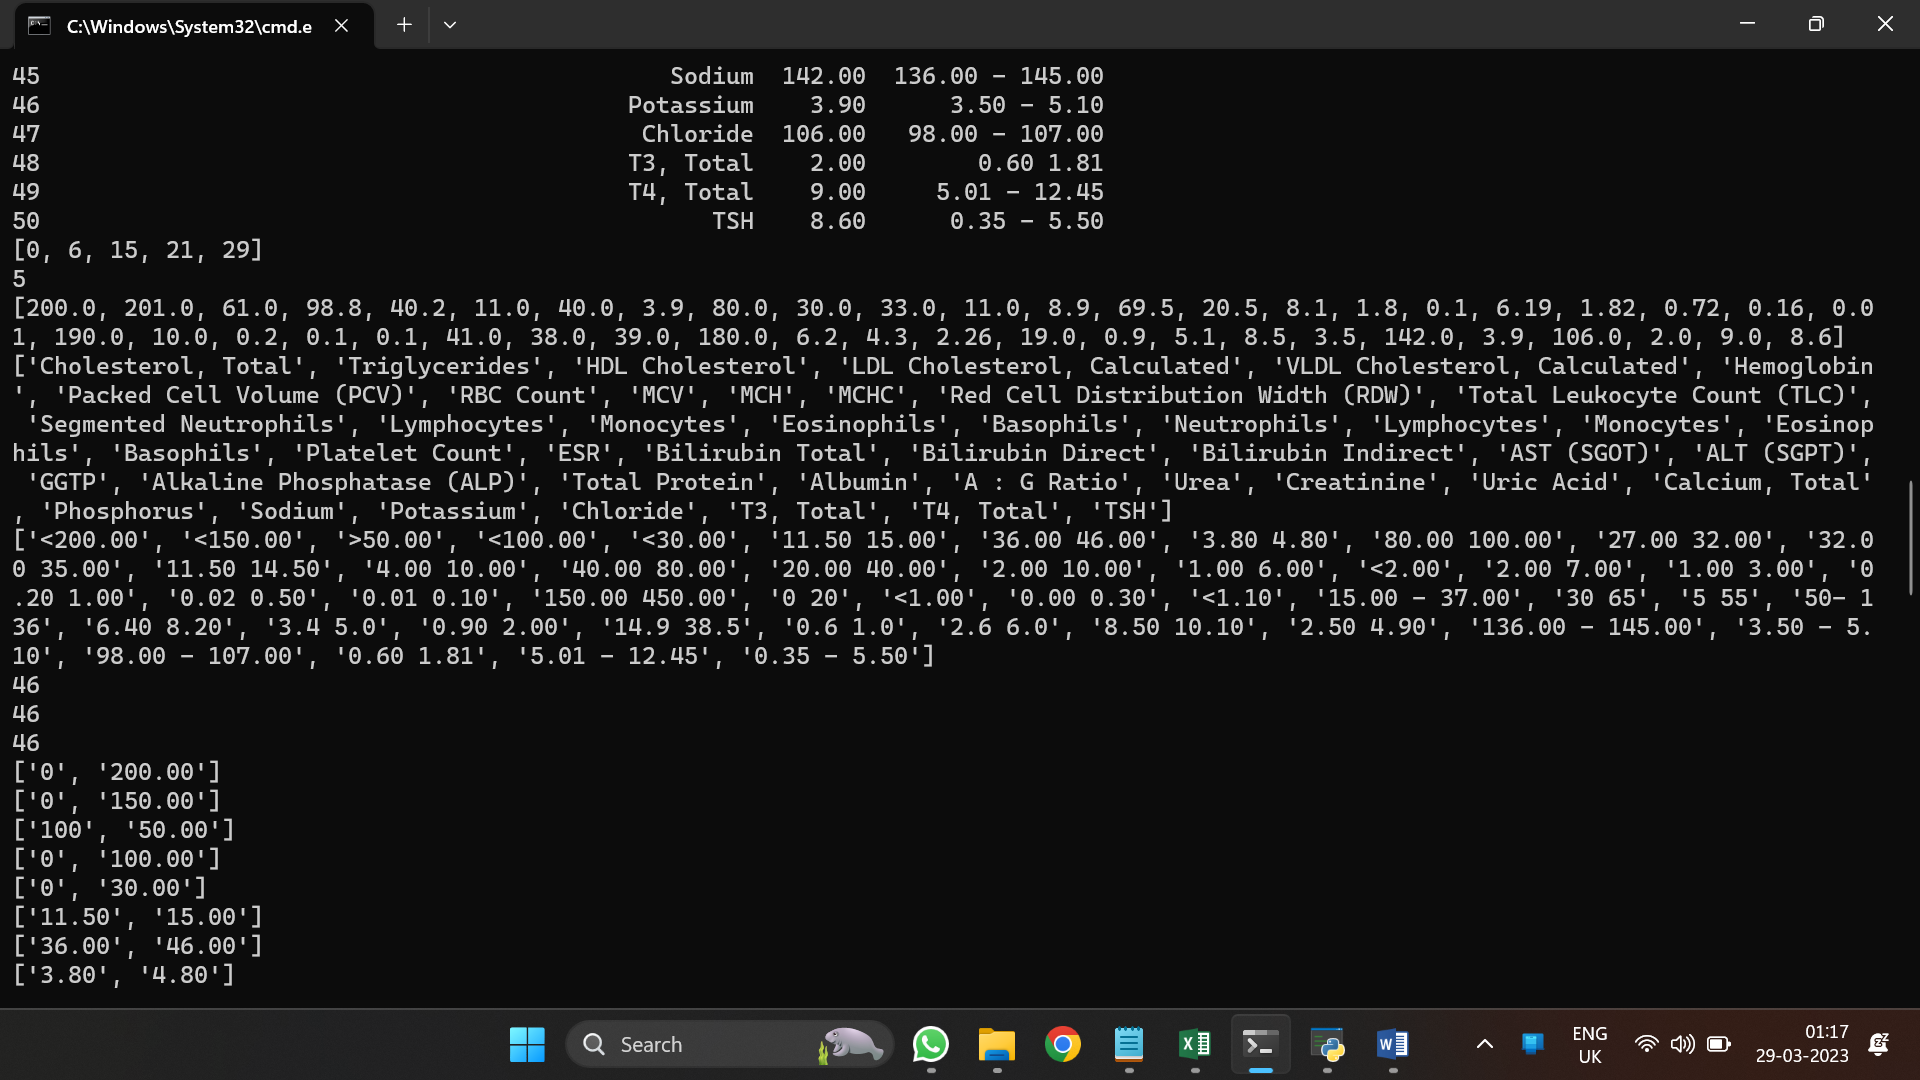 C:\Windows\System32\cmd.e
45 Sodium 142.00 136.00 - 145.00
46 Potassium 3.90 3.50 - 5.10
47 Chloride 106.00 98.00 - 107.00
48 T3, Total 2.00 0.60 1.81
49 T4, Total 9.00 5.01 - 12.45
50 TSH 8.60 0.35 - 5.50
[0, 6, 15, 21, 29]
5
[200.0, 201.0, 61.0, 98.8, 40.2, 11.0, 40.0, 3.9, 80.0, 30.0, 33.0, 11.0, 8.9, 69.5, 20.5, 8.1, 1.8, 0.1, 6.19, 1.82, 0.72, 0.16, 0.0
1, 190.0, 10.0, 0.2, 0.1, 0.1, 41.0, 38.0, 39.0, 180.0, 6.2, 4.3, 2.26, 19.0, 0.9, 5.1, 8.5, 3.5, 142.0, 3.9, 106.0, 2.0, 9.0, 8.6]
['Cholesterol, Total', 'Triglycerides', 'HDL Cholesterol', 'LDL Cholesterol, Calculated', 'VLDL Cholesterol, Calculated', 'Hemoglobin
', 'Packed Cell Volume (PCV)', 'RBC Count', 'MCV', 'MCH', 'MCHC', 'Red Cell Distribution Width (RDW)', 'Total Leukocyte Count (TLC)',
'Segmented Neutrophils', 'Lymphocytes', 'Monocytes', 'Eosinophils', 'Basophils', 'Neutrophils', 'Lymphocytes', 'Monocytes', 'Eosinop
hils', 'Basophils', 'Platelet Count', 'ESR', 'Bilirubin Total', 'Bilirubin Direct', 'Bilirubin Indirect', 'AST (SGOT)', 'ALT (SGPT)',
'GGTP', 'Alkaline Phosphatase (ALP)', 'Total Protein', 'Albumin', 'A : G Ratio', 'Urea', 'Creatinine', 'Uric Acid', 'Calcium, Total'
, 'Phosphorus', 'Sodium', 'Potassium', 'Chloride', 'T3, Total', 'T4, Total', 'TSH']
['<200.00', '<150.00', '>50.00', '<100.00', '<30.00', '11.50 15.00', '36.00 46.00', '3.80 4.80', '80.00 100.00', '27.00 32.00', '32.0
0 35.00', '11.50 14.50', '4.00 10.00', '40.00 80.00', '20.00 40.00', '2.00 10.00', '1.00 6.00', '<2.00', '2.00 7.00', '1.00 3.00', '0
.20 1.00', '0.02 0.50', '0.01 0.10', '150.00 450.00', '0 20', '<1.00', '0.00 0.30', '<1.10', '15.00 - 37.00', '30 65', '5 55', '50- 1
36', '6.40 8.20', '3.4 5.0', '0.90 2.00', '14.9 38.5', '0.6 1.0', '2.6 6.0', '8.50 10.10', '2.50 4.90', '136.00 - 145.00', '3.50 - 5.
10', '98.00 - 107.00', '0.60 1.81', '5.01 - 12.45', '0.35 - 5.50']
46
46
46
['0', '200.00']
['0', '150.00']
['100', '50.00']
['0', '100.00']
['0', '30.00']
['11.50', '15.00']
['36.00', '46.00']
['3.80', '4.80']
Search
ENG
UK
01:17
29-03-2023